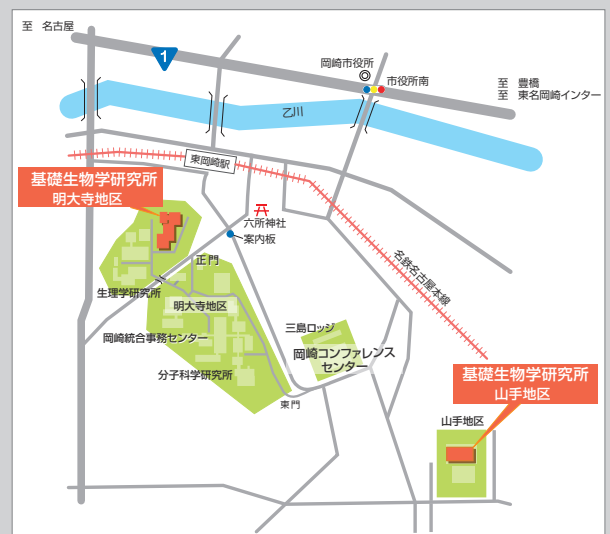 至 名古屋
1
岡崎市役所
市役所南
至 豊橋
至 東名岡崎インター
乙川
東岡崎駅
基礎生物学研究所
明大寺地区
六所神社
案内板
正門
名鉄名古屋本線
生理学研究所
明大寺地区
三島ロッジ
岡崎統合事務センター
岡崎コンファレンス
センター
分子科学研究所
基礎生物学研究所
山手地区
東門
山手地区